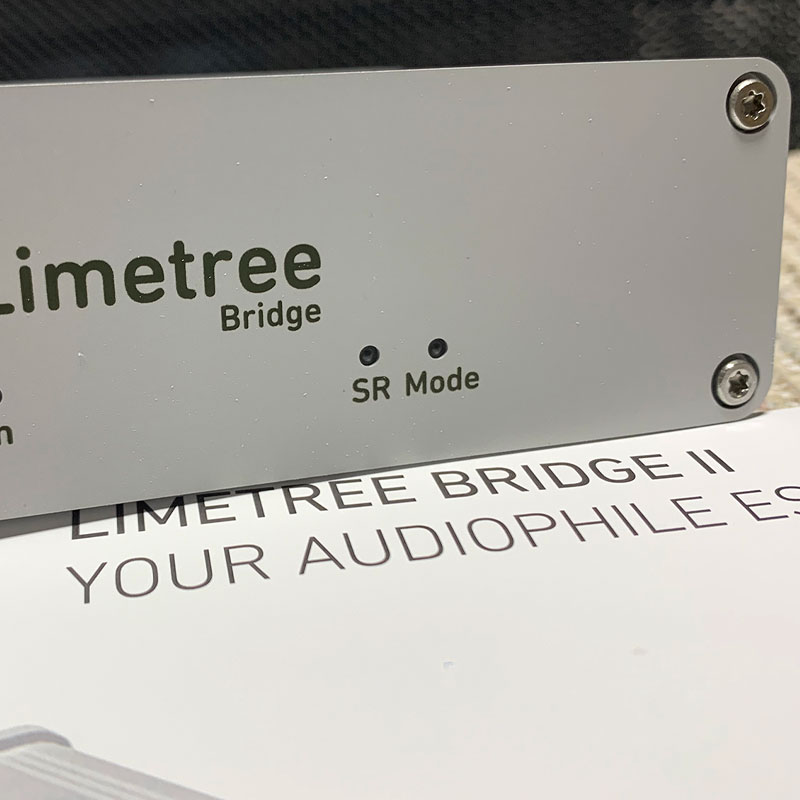 Limetree
Bridge
SR Mode
n
LIMETREE BRIDGE II
YOUR AUDIOPHILE ES